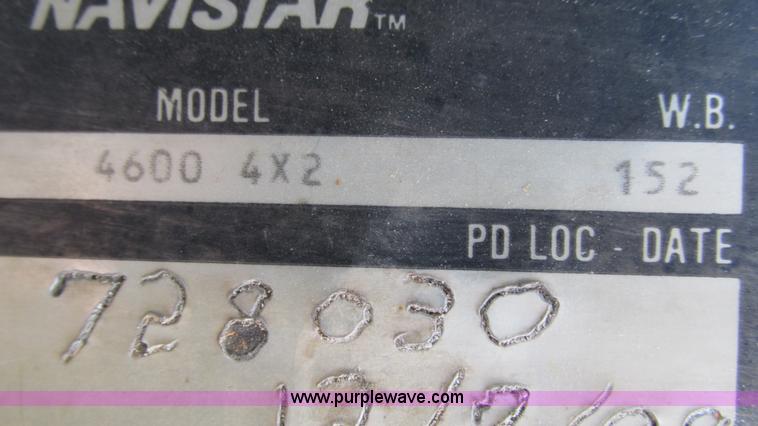 NAVISTAR™
MODEL W.B.
4600 4X2 152
PD LOC - DATE
728030
www.purplewave.com